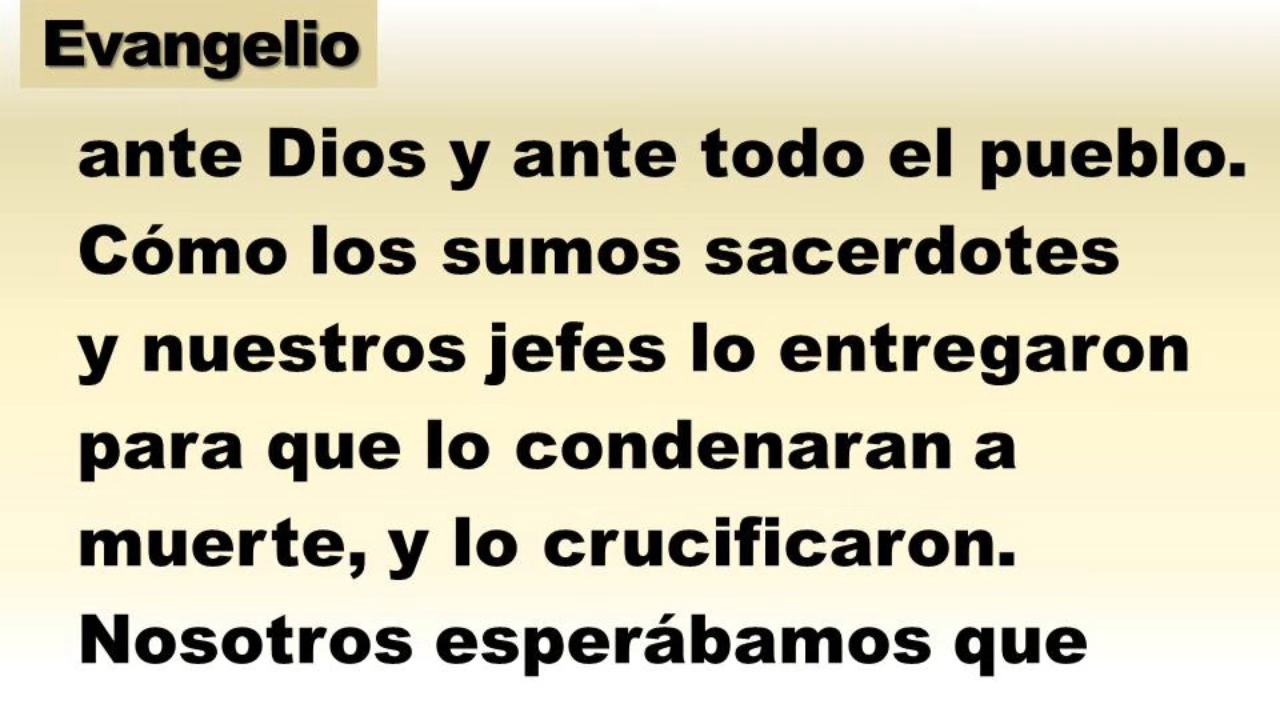 Evangelio
ante Dios y ante todo el pueblo.
Cómo los sumos sacerdotes
y nuestros jefes lo entregaron
para que lo condenaran a
muerte, y lo crucificaron.
Nosotros esperábamos que